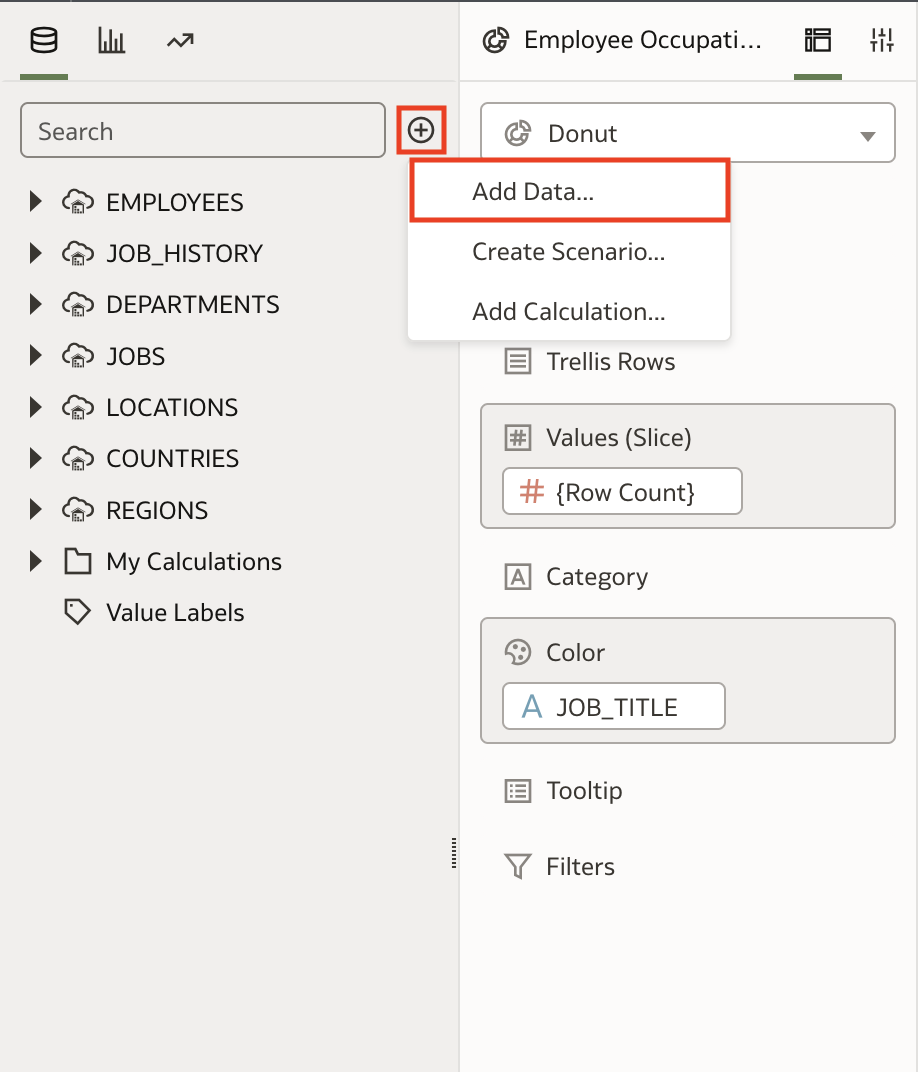 Employee Occupati...
Search
Donut
Add Data...
EMPLOYEES
JOB_HISTORY
Create Scenario...
DEPARTMENTS
Add Calculation...
JOBS
Trellis Rows
LOCATIONS
Values (Slice)
COUNTRIES
# {Row Count}
REGIONS
My Calculations
A Category
Value Labels
Color
A JOB_TITLE
Tooltip
Filters